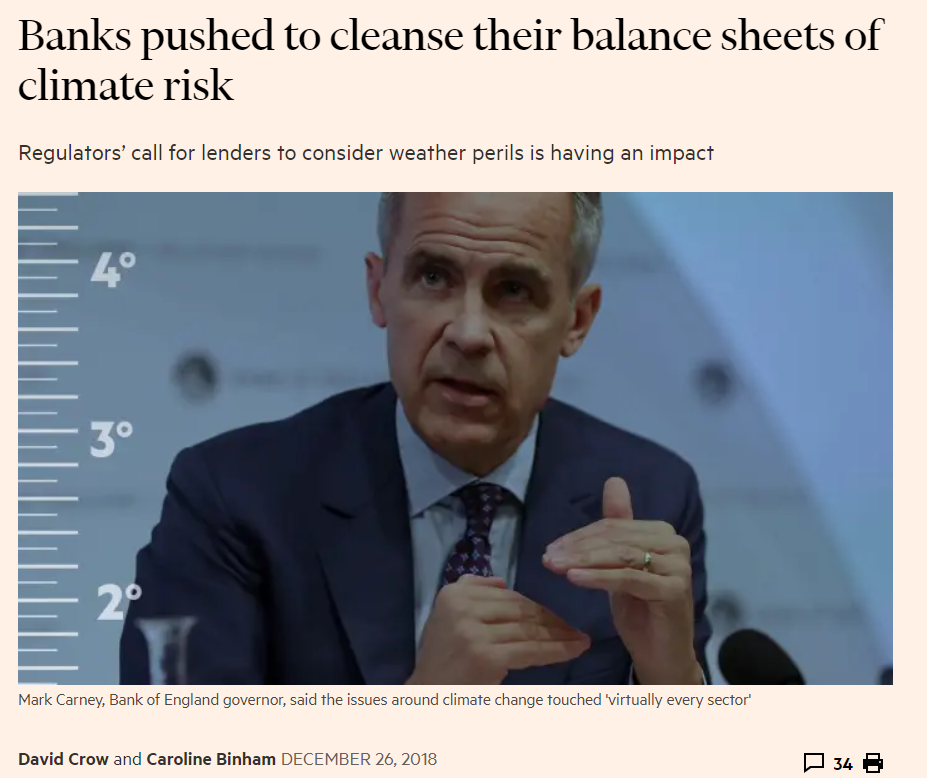 Banks pushed to cleanse their balance sheets of
climate risk
Regulators’ call for lenders to consider weather perils is having an impact
4°
3°
2°
Mark Carney, Bank of England governor, said the issues around climate change touched 'virtually every sector'
David Crow and Caroline Binham DECEMBER 26, 2018
34